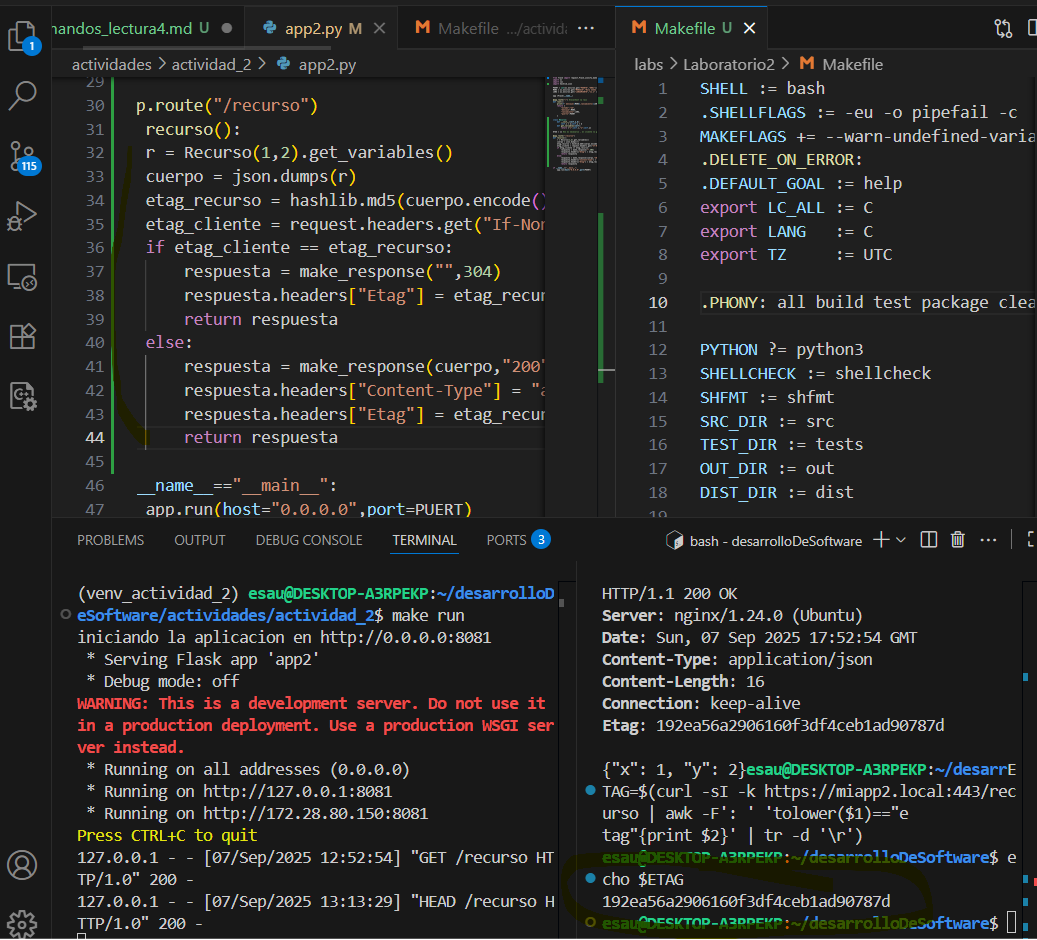 nandos_lectura4.md U
app2.py M
Makefile .../activida
Makefile U
1
actividades > actividad_2 > app2.py
labs > Laboratorio2 > Makefile
115
29
30 p.route("/recurso")
31 recurso():
32 r = Recurso(1,2).get_variables()
33 cuerpo = json.dumps(r)
34 etag_recurso = hashlib.md5(cuerpo.encode()
35 etag_cliente = request.headers.get("If-Non
36 if etag_cliente == etag_recurso:
37 respuesta = make_response("",304)
38 respuesta.headers["Etag"] = etag_recur
39 return respuesta
40 else:
41 respuesta = make_response(cuerpo,"200"
42 respuesta.headers["Content-Type"] = "a
43 respuesta.headers["Etag"] = etag_recur
44 return respuesta
45
46 __name__=="__main__":
47 app.run(host="0.0.0.0",port=PUERT)
1 SHELL := bash
2 .SHELLFLAGS := -eu -o pipefail -c
3 MAKEFLAGS += --warn-undefined-varia
4 .DELETE_ON_ERROR:
5 .DEFAULT_GOAL := help
6 export LC_ALL := C
7 export LANG := C
8 export TZ := UTC
9
10 .PHONY: all build test package clea
11
12 PYTHON ?= python3
13 SHELLCHECK := shellcheck
14 SHFMT := shfmt
15 SRC_DIR := src
16 TEST_DIR := tests
17 OUT_DIR := out
18 DIST_DIR := dist
19
PROBLEMS OUTPUT DEBUG CONSOLE TERMINAL PORTS 3
bash - desarrolloDeSoftware
(venv_actividad_2) esau@DESKTOP-A3RPEKP:~/desarrolloD
eSoftware/actividades/actividad_2$ make run
iniciando la aplicacion en http://0.0.0.0:8081
* Serving Flask app 'app2'
* Debug mode: off
WARNING: This is a development server. Do not use it
in a production deployment. Use a production WSGI ser
ver instead.
* Running on all addresses (0.0.0.0)
* Running on http://127.0.0.1:8081
* Running on http://172.28.80.150:8081
Press CTRL+C to quit
127.0.0.1 - - [07/Sep/2025 12:52:54] "GET /recurso HT
TP/1.0" 200 -
127.0.0.1 - - [07/Sep/2025 13:13:29] "HEAD /recurso H
TTP/1.0" 200 -
HTTP/1.1 200 OK
Server: nginx/1.24.0 (Ubuntu)
Date: Sun, 07 Sep 2025 17:52:54 GMT
Content-Type: application/json
Content-Length: 16
Connection: keep-alive
Etag: 192ea56a2906160f3df4ceb1ad90787d
{"x": 1, "y": 2}esau@DESKTOP-A3RPEKP:~/desarrE
TAG=$(curl -sI -k https://miapp2.local:443/rec
urso | awk -F': ' 'tolower($1)=="e
tag"{print $2}' | tr -d '\r')
esau@DESKTOP-A3RPEKP:~/desarrolloDeSoftware$ e
cho $ETAG
192ea56a2906160f3df4ceb1ad90787d
esau@DESKTOP-A3RPEKP:~/desarrolloDeSoftware$